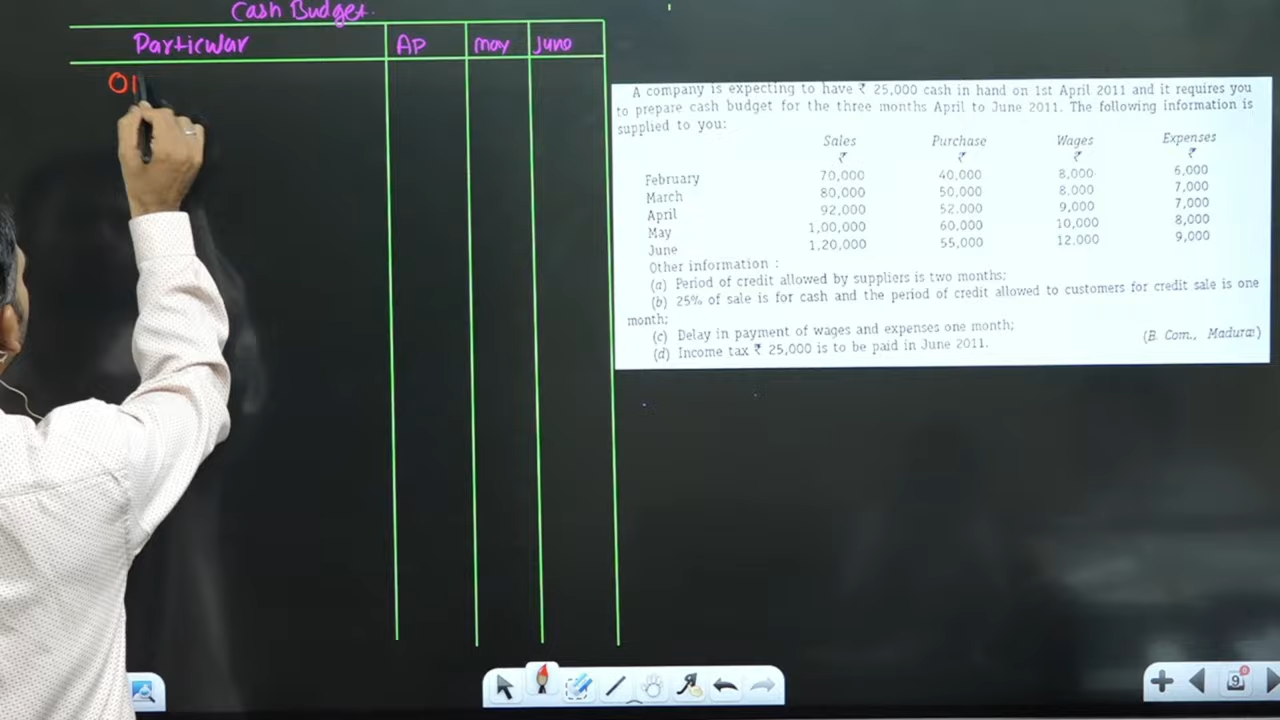 Cash Budget.
Particular AP may June
OP
A company is expecting to have ₹ 25,000 cash in hand on 1st April 2011 and it requires you
to prepare cash budget for the three months April to June 2011. The following information is
supplied to you:
Sales Purchase Wages Expenses
₹ ₹ ₹ ₹
February 70,000 40,000 8,000 6,000
March 80,000 50,000 8,000 7,000
April 92,000 52.000 9,000 7,000
May 1,00,000 60,000 10,000 8,000
June 1,20,000 55,000 12.000 9,000
Other information :
(a) Period of credit allowed by suppliers is two months;
(b) 25% of sale is for cash and the period of credit allowed to customers for credit sale is one
month;
(c) Delay in payment of wages and expenses one month;
(d) Income tax ₹ 25,000 is to be paid in June 2011.
(B. Com., Madurai)
9